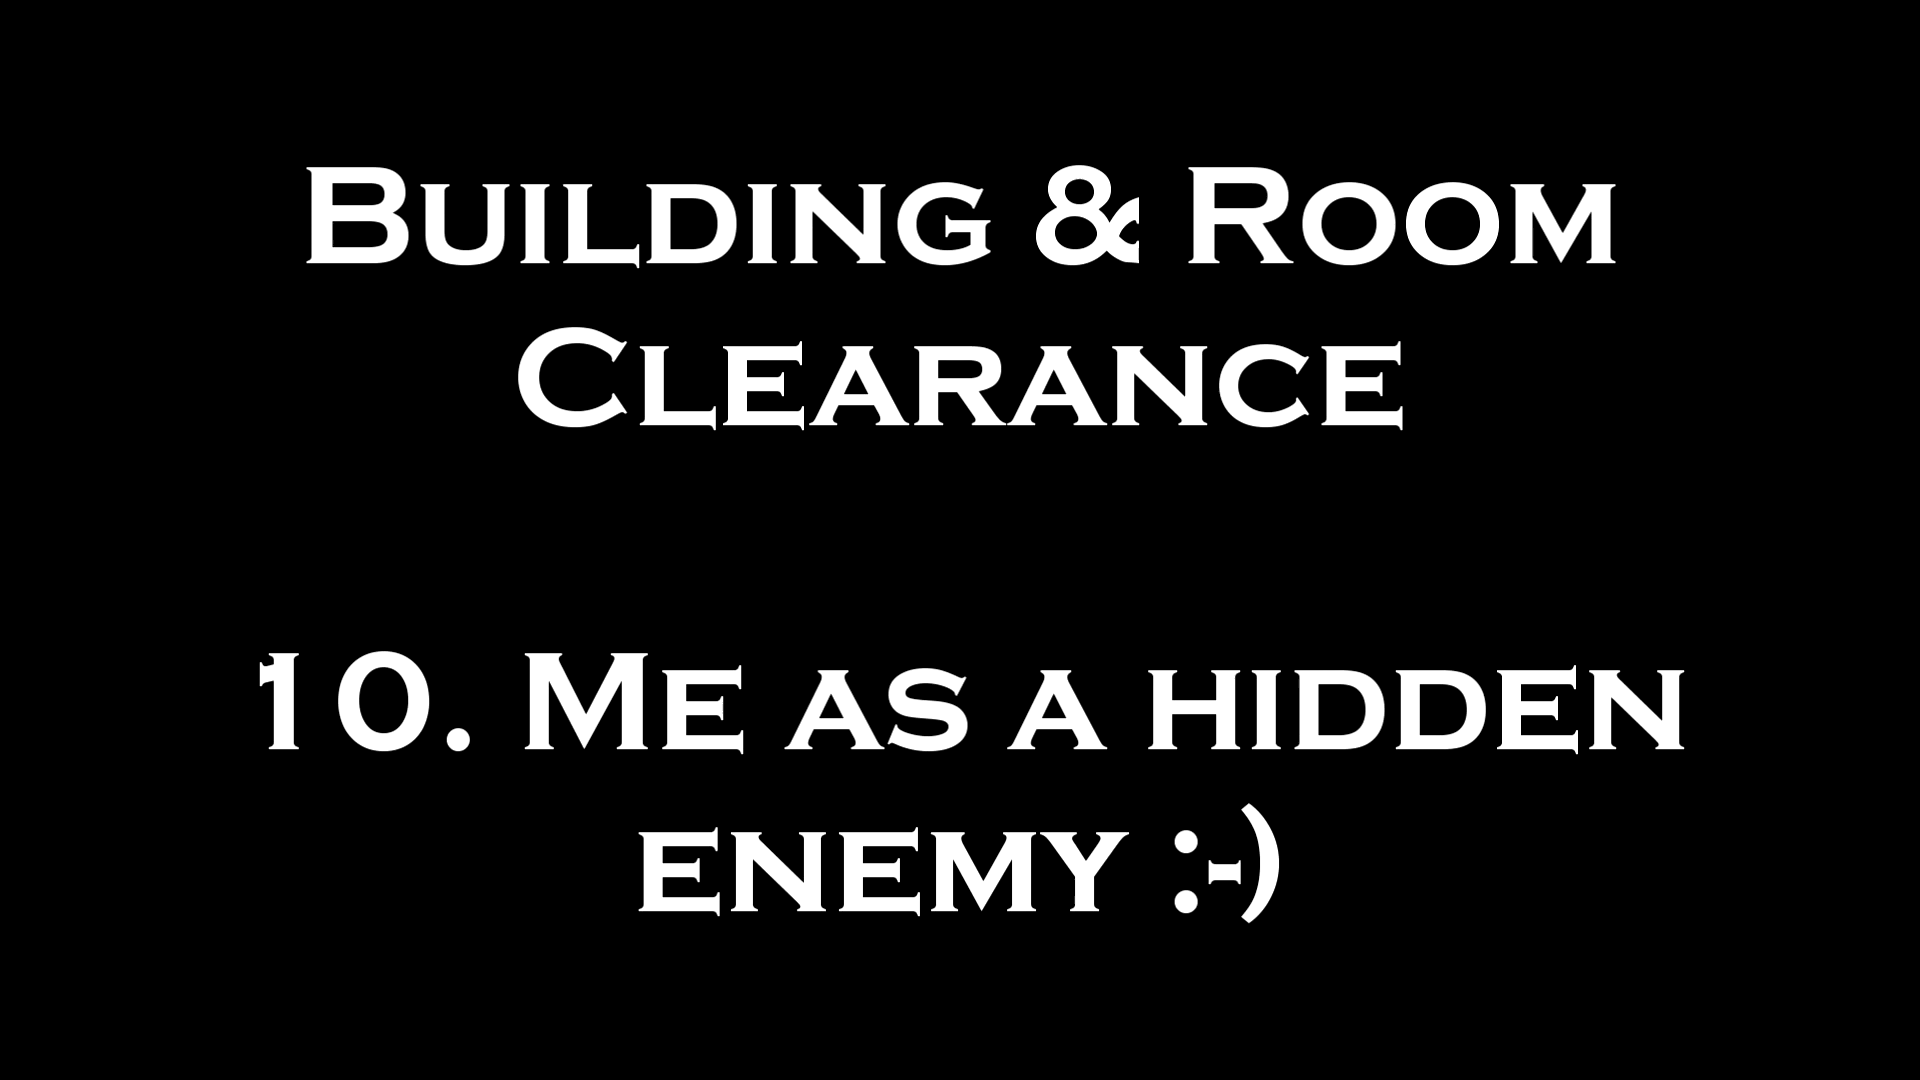 Building & Room
Clearance
10. Me as a hidden
enemy :-)